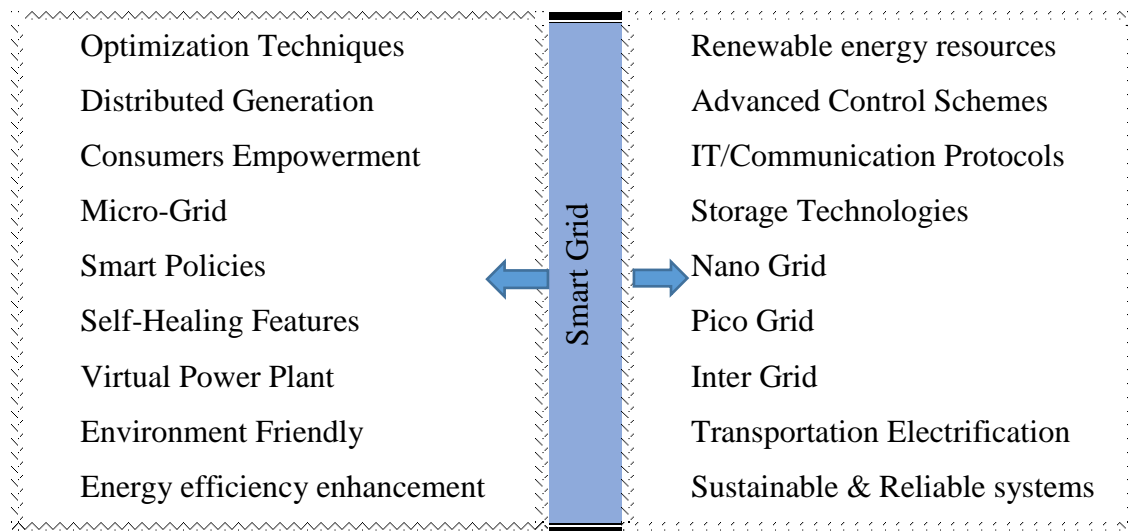 Optimization Techniques
Distributed Generation
Consumers Empowerment
Micro-Grid
Smart Policies
Self-Healing Features
Virtual Power Plant
Environment Friendly
Energy efficiency enhancement
Smart Grid
Renewable energy resources
Advanced Control Schemes
IT/Communication Protocols
Storage Technologies
Nano Grid
Pico Grid
Inter Grid
Transportation Electrification
Sustainable & Reliable systems